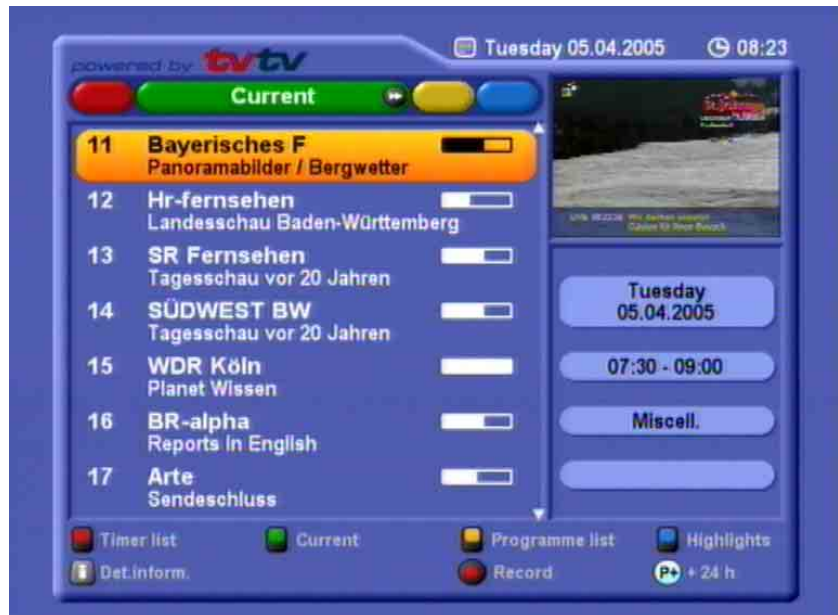 powered by tvtv
Tuesday 05.04.2005
08:23
Current
11 Bayerisches F
Panoramabilder / Bergwetter
12 Hr-fernsehen
Landesschau Baden-Württemberg
13 SR Fernsehen
Tagesschau vor 20 Jahren
14 SÜDWEST BW
Tagesschau vor 20 Jahren
15 WDR Köln
Planet Wissen
16 BR-alpha
Reports in English
17 Arte
Sendeschluss
Tuesday
05.04.2005
07:30 - 09:00
Miscell.
Timer list
Current
Programme list
Highlights
Det.inform.
Record
P+ + 24 h